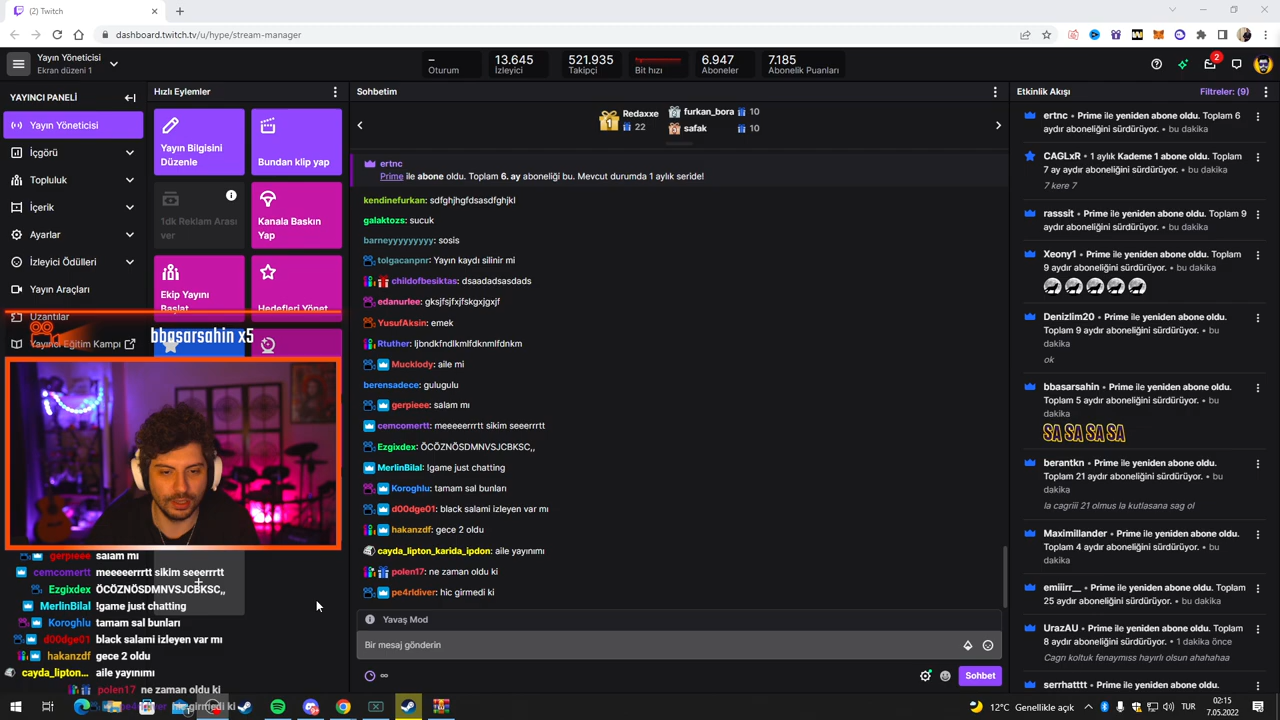 (2) Twitch
dashboard.twitch.tv/u/hype/stream-manager
Yayın Yöneticisi
Ekran düzeni 1
–
Oturum
13.645
İzleyici
521.935
Takipçi
Bit hızı
6.947
Aboneler
7.185
Abonelik Puanları
2
YAYINCI PANELİ
Yayın Yöneticisi
İçgörü
Topluluk
İçerik
Ayarlar
İzleyici Ödülleri
Yayın Araçları
Uzantılar
Yayıncı Eğitim Kampı
Hızlı Eylemler
Yayın Bilgisini
Düzenle
Bundan klip yap
1dk Reklam Arası
ver
Kanala Baskın
Yap
Ekip Yayını
Başlat
Hedefleri Yönet
bbasarsahin x5
gerpieee: salam mı
cemcomertt meeeeerrrtt sikim seeerrrtt
Ezgixdex ÖCÖZNÖSDMNVSJCBKSC,,
MerlinBilal !game just chatting
Koroghlu tamam sal bunları
d00dge01 black salami izleyen var mı
hakanzdf gece 2 oldu
cayda_lipton... aile yayınımı
polen17 ne zaman oldu ki
hic girmedi ki
Sohbetim
1 Redaxxe
22
2 furkan_bora 10
3 safak 10
ertnc
Prime ile abone oldu. Toplam 6. ay aboneliği bu. Mevcut durumda 1 aylık seride!
kendinefurkan: sdfghjhgfdsasdfghjkl
galaktozs: sucuk
barneyyyyyyyyy: sosis
tolgacanpnr: Yayın kaydı silinir mi
childofbesiktas: dsaadadsasdads
edanurlee: gksjfsjfxjfskgxjgxjf
YusufAksin: emek
Rtuther: ljbndkfndlkmlfdknmlfdnkm
Mucklody: aile mi
berensadece: gulugulu
gerpieee: salam mı
cemcomertt: meeeeerrrtt sikim seeerrrtt
Ezgixdex: ÖCÖZNÖSDMNVSJCBKSC,,
MerlinBilal: !game just chatting
Koroghlu: tamam sal bunları
d00dge01: black salami izleyen var mı
hakanzdf: gece 2 oldu
cayda_lipton_karida_ipdon: aile yayınımı
polen17: ne zaman oldu ki
pe4rldiver: hic girmedi ki
Yavaş Mod
Bir mesaj gönderin
∞
Sohbet
Etkinlik Akışı
Filtreler: (9)
ertnc • Prime ile abone oldu. Toplam 6
aydır aboneliğini sürdürüyor. • bu dakika
CAGLxR • 1 aylık Kademe 1 abone oldu. Toplam
7 ay aydır aboneliğini sürdürüyor. • bu dakika
7 kere 7
rasssit • Prime ile yeniden abone oldu. Toplam 9
aydır aboneliğini sürdürüyor. • bu dakika
Xeony1 • Prime ile yeniden abone oldu. Toplam
9 aydır aboneliğini sürdürüyor. • bu dakika
Denizlim20 • Prime ile yeniden abone oldu.
Toplam 9 aydır aboneliğini sürdürüyor. • bu
dakika
ok
bbasarsahin • Prime ile yeniden abone oldu.
Toplam 5 aydır aboneliğini sürdürüyor. • bu
dakika
SA SA SA SA
berantkn • Prime ile yeniden abone oldu.
Toplam 21 aydır aboneliğini sürdürüyor. • bu
dakika
la cagriii 21 olmus la kutlasana sag ol
Maximillander • Prime ile yeniden abone oldu.
Toplam 4 aydır aboneliğini sürdürüyor. • bu
dakika
emiiirr__ • Prime ile yeniden abone oldu. Toplam
25 aydır aboneliğini sürdürüyor. • bu dakika
UrazAU • Prime ile yeniden abone oldu. Toplam
8 aydır aboneliğini sürdürüyor. • 1 dakika önce
Cagrı koltuk fenaymıss hayırlı olsun ahahahaa
serrhatttt • Prime ile yeniden abone oldu.
12°C Genellikle açık
TUR
02:15
7.05.2022